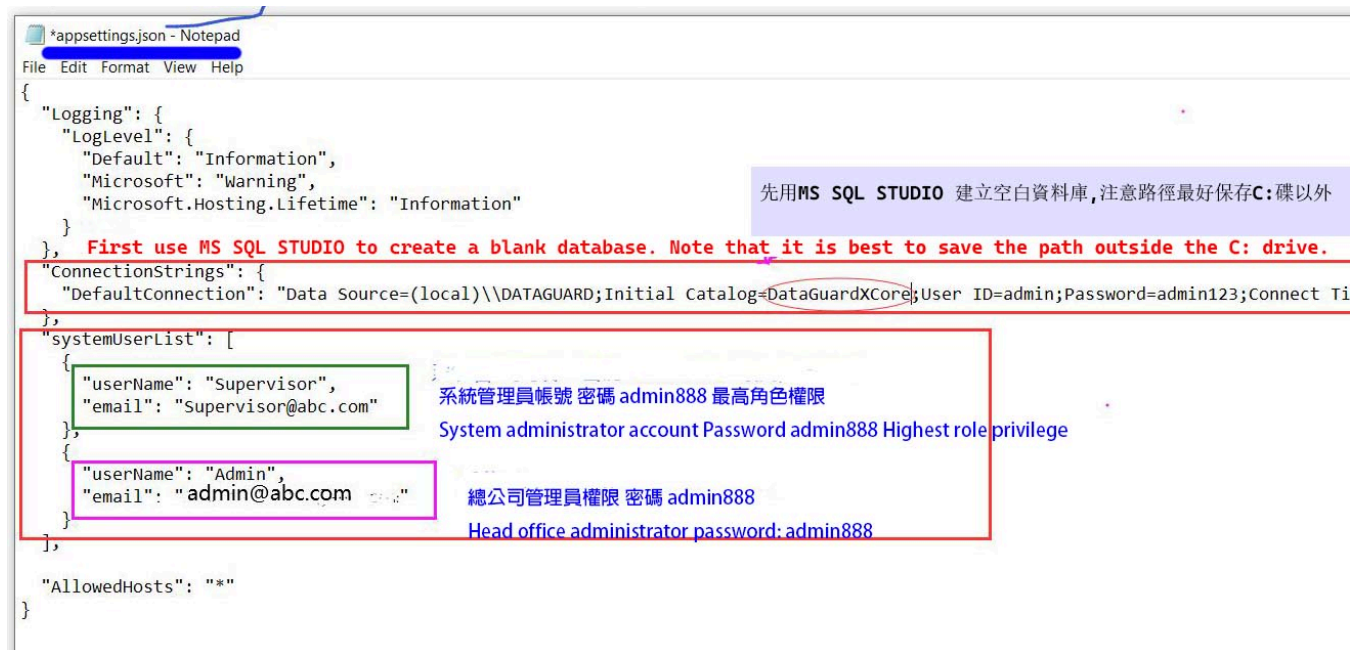 *appsettings.json - Notepad
File Edit Format View Help
{
"Logging": {
"LogLevel": {
"Default": "Information",
"Microsoft": "Warning",
"Microsoft.Hosting.Lifetime": "Information"
}
},
先用MS SQL STUDIO 建立空白資料庫,注意路徑最好保存C:碟以外
First use MS SQL STUDIO to create a blank database. Note that it is best to save the path outside the C: drive.
"ConnectionStrings": {
"DefaultConnection": "Data Source=(local)\\DATAGUARD;Initial Catalog=DataGuardXCore;User ID=admin;Password=admin123;Connect Ti
},
"systemUserList": [
{
"userName": "Supervisor",
"email": "Supervisor@abc.com"
系統管理員帳號 密碼 admin888 最高角色權限
System administrator account Password admin888 Highest role privilege
},
{
"userName": "Admin",
"email": "admin@abc.com"
總公司管理員權限 密碼 admin888
Head office administrator password: admin888
}
],
"AllowedHosts": "*"
}